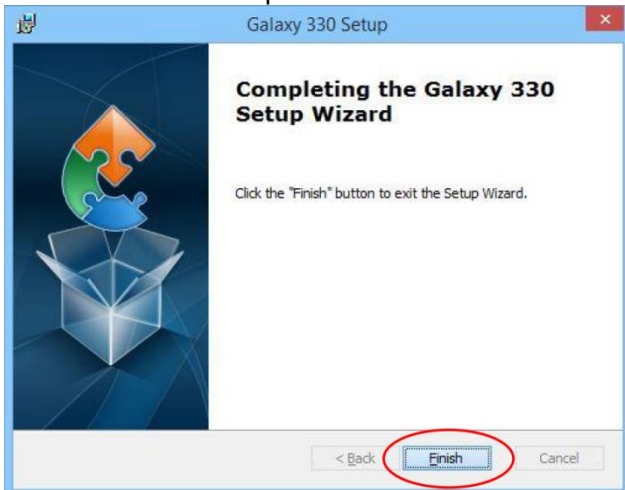 Galaxy 330 Setup
Completing the Galaxy 330
Setup Wizard
Click the "Finish" button to exit the Setup Wizard.
< Back Finish Cancel